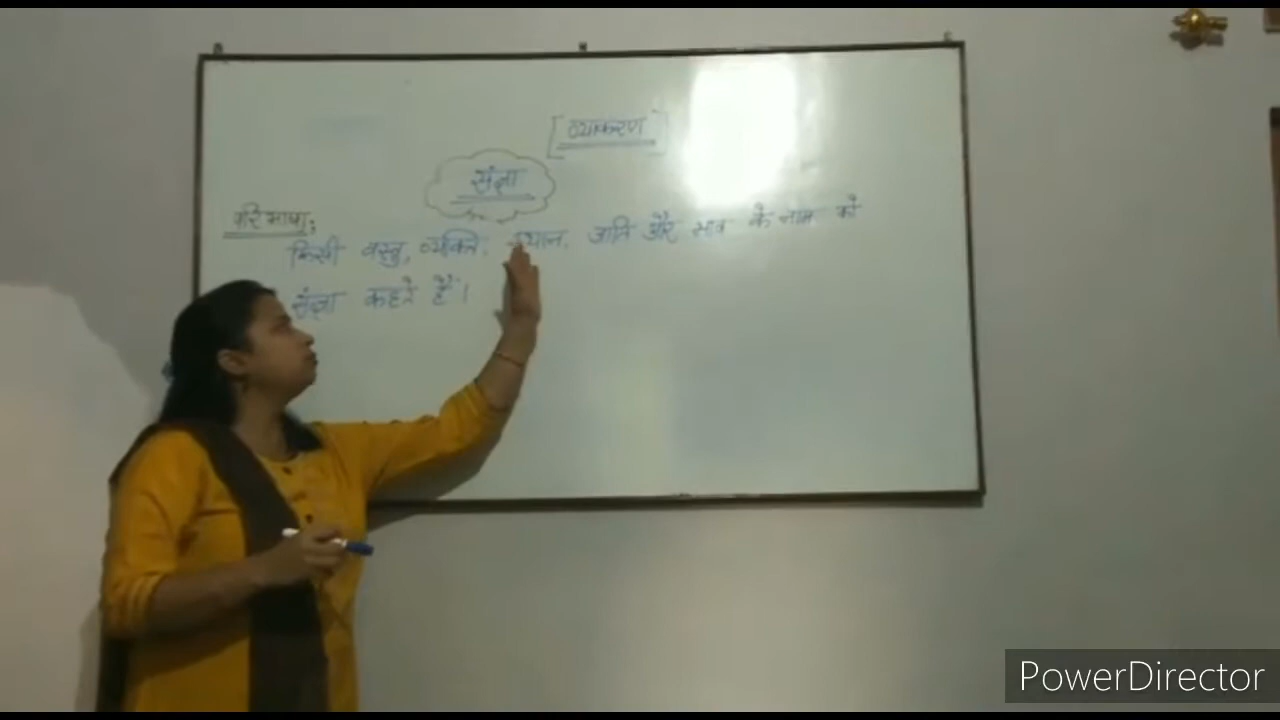 [व्याकरण]
संज्ञा
परिभाषा:
किसी वस्तु, व्यक्ति, स्थान, जाति और भाव के नाम को
संज्ञा कहते हैं।
PowerDirector